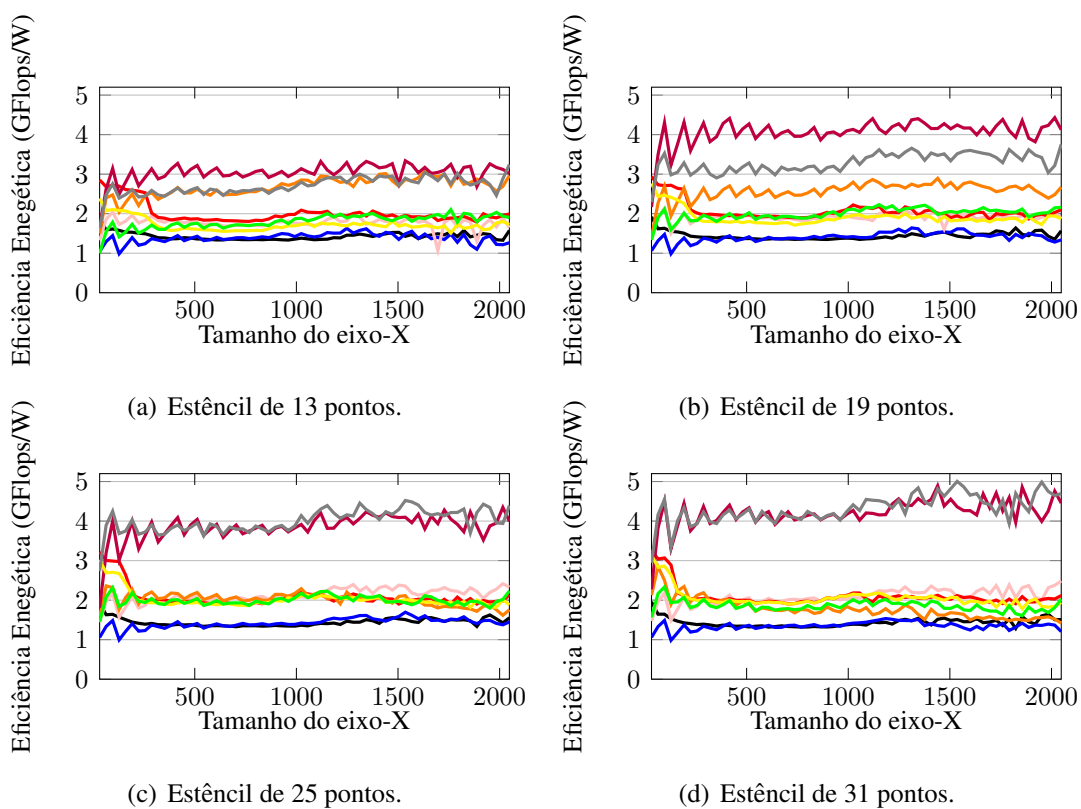 Eficiência Enegética (GFlops/W)
5
4
3
2
1
0
500 1000 1500 2000
Tamanho do eixo-X
(a) Estêncil de 13 pontos.
Eficiência Enegética (GFlops/W)
5
4
3
2
1
0
500 1000 1500 2000
Tamanho do eixo-X
(b) Estêncil de 19 pontos.
Eficiência Enegética (GFlops/W)
5
4
3
2
1
0
500 1000 1500 2000
Tamanho do eixo-X
(c) Estêncil de 25 pontos.
Eficiência Enegética (GFlops/W)
5
4
3
2
1
0
500 1000 1500 2000
Tamanho do eixo-X
(d) Estêncil de 31 pontos.